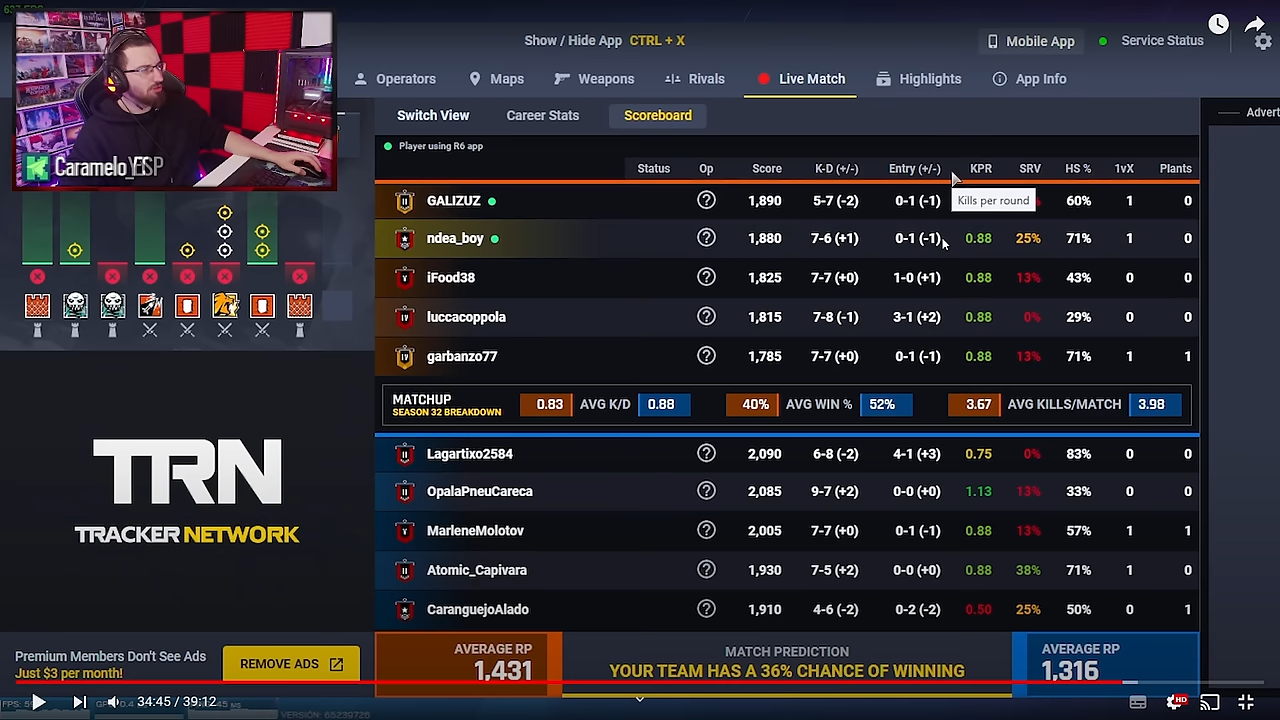 637 FPS
Show / Hide App CTRL + X
Mobile App
Service Status
Operators Maps Weapons Rivals Live Match Highlights App Info
Switch View Career Stats Scoreboard
Advert
Player using R6 app
Status Op Score K-D (+/-) Entry (+/-) KPR SRV HS % 1vX Plants
GALIZUZ 1,890 5-7 (-2) 0-1 (-1) 60% 1 0
Kills per round
ndea_boy 1,880 7-6 (+1) 0-1 (-1) 0.88 25% 71% 1 0
iFood38 1,825 7-7 (+0) 1-0 (+1) 0.88 13% 43% 0 0
luccacoppola 1,815 7-8 (-1) 3-1 (+2) 0.88 0% 29% 0 0
garbanzo77 1,785 7-7 (+0) 0-1 (-1) 0.88 13% 71% 1 1
MATCHUP
SEASON 32 BREAKDOWN
0.83 AVG K/D 0.88 40% AVG WIN % 52% 3.67 AVG KILLS/MATCH 3.98
Lagartixo2584 2,090 6-8 (-2) 4-1 (+3) 0.75 0% 83% 0 0
OpalaPneuCareca 2,085 9-7 (+2) 0-0 (+0) 1.13 13% 33% 0 0
MarleneMolotov 2,005 7-7 (+0) 0-1 (-1) 0.88 13% 57% 1 1
Atomic_Capivara 1,930 7-5 (+2) 0-0 (+0) 0.88 38% 71% 1 0
CaranguejoAlado 1,910 4-6 (-2) 0-2 (-2) 0.50 25% 50% 0 1
AVERAGE RP
1,431
MATCH PREDICTION
YOUR TEAM HAS A 36% CHANCE OF WINNING
AVERAGE RP
1,316
TRN
TRACKER NETWORK
Premium Members Don't See Ads
Just $3 per month!
REMOVE ADS
34:45 / 39:12
HD
VERSIÓN: 65239726